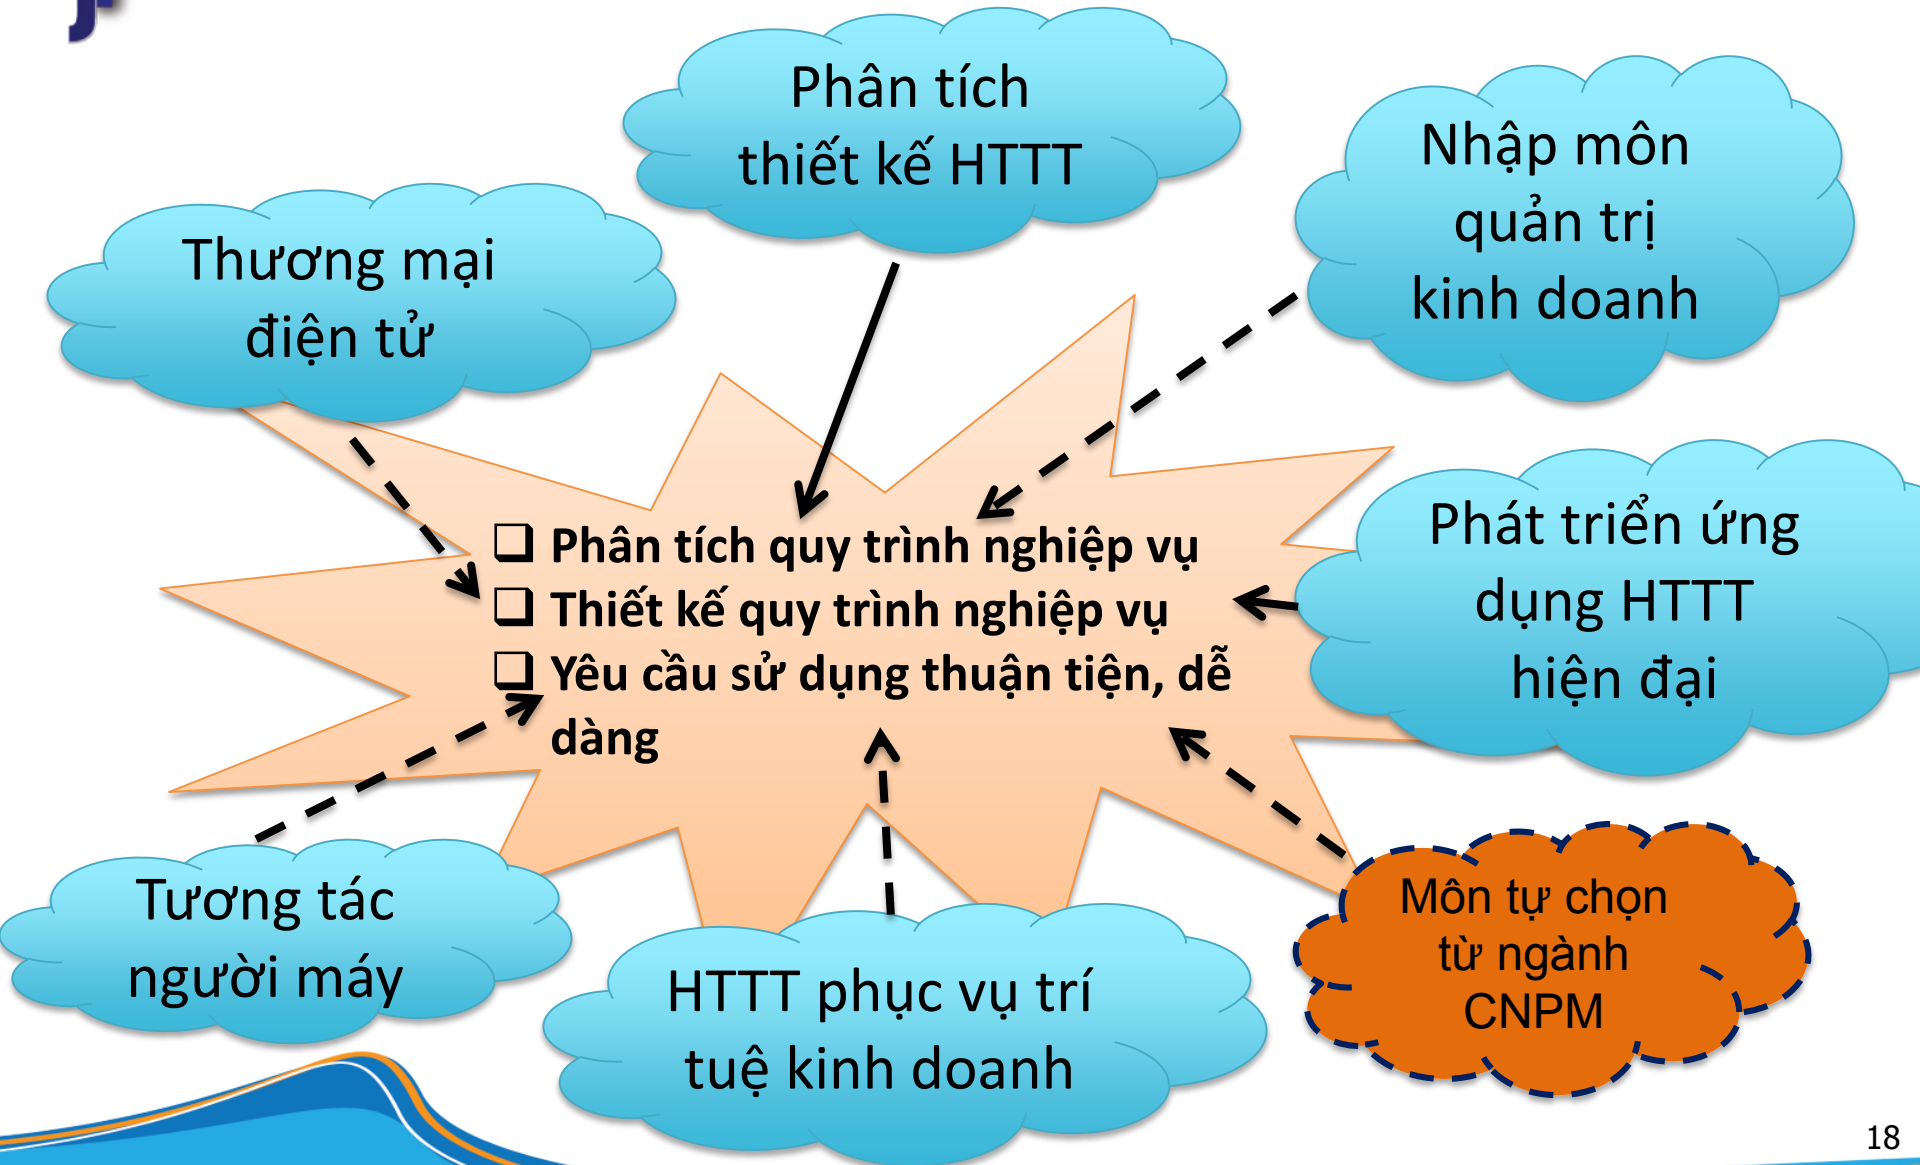 Phân tích
thiết kế HTTT
Nhập môn
quản trị
kinh doanh
Thương mại
điện tử
Phát triển ứng
dụng HTTT
hiện đại
❑ Phân tích quy trình nghiệp vụ
❑ Thiết kế quy trình nghiệp vụ
❑ Yêu cầu sử dụng thuận tiện, dễ
dàng
Tương tác
người máy
HTTT phục vụ trí
tuệ kinh doanh
Môn tự chọn
từ ngành
CNPM
18